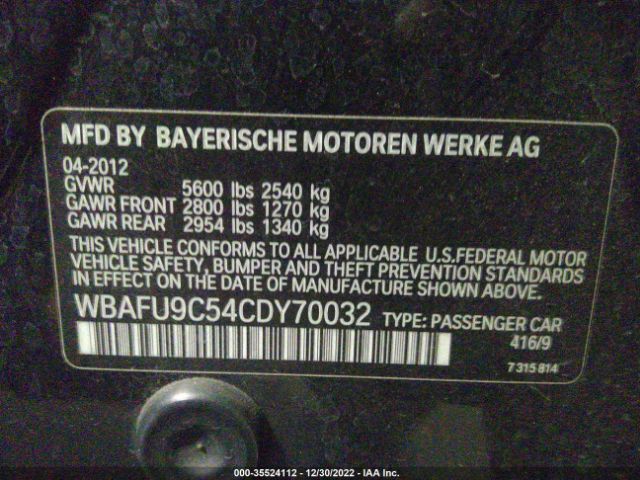 MFD BY BAYERISCHE MOTOREN WERKE AG
04-2012
GVWR 5600 lbs 2540 kg
GAWR FRONT 2800 lbs 1270 kg
GAWR REAR 2954 lbs 1340 kg
THIS VEHICLE CONFORMS TO ALL APPLICABLE U.S.FEDERAL MOTOR
VEHICLE SAFETY, BUMPER AND THEFT PREVENTION STANDARDS
IN EFFECT ON THE DATE OF MANUFACTURE SHOWN ABOVE.
WBAFU9C54CDY70032 TYPE: PASSENGER CAR
416/9
7 315 814
000-35524112 - 12/30/2022 - IAA Inc.